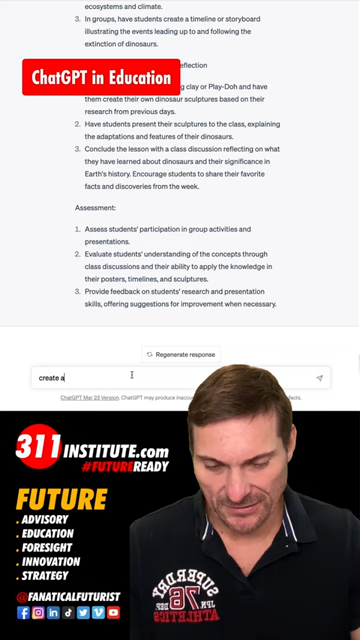 ecosystems and climate.
3. In groups, have students create a timeline or storyboard
illustrating the events leading up to and following the
extinction of dinosaurs.
ChatGPT in Education
eflection
g clay or Play-Doh and have
them create their own dinosaur sculptures based on their
research from previous days.
2. Have students present their sculptures to the class, explaining
the adaptations and features of their dinosaurs.
3. Conclude the lesson with a class discussion reflecting on what
they have learned about dinosaurs and their significance in
Earth's history. Encourage students to share their favorite
facts and discoveries from the week.
Assessment:
1. Assess students' participation in group activities and
presentations.
2. Evaluate students' understanding of the concepts through
class discussions and their ability to apply the knowledge in
their posters, timelines, and sculptures.
3. Provide feedback on students' research and presentation
skills, offering suggestions for improvement when necessary.
Regenerate response
create a
ChatGPT Mar 23 Version. ChatGPT may produce inaccu facts.
311 INSTITUTE.com
#FUTUREREADY
FUTURE
. ADVISORY
. EDUCATION
. FORESIGHT
. INNOVATION
. STRATEGY
@FANATICALFUTURIST
SUPERDRY
76
ATHLETICS